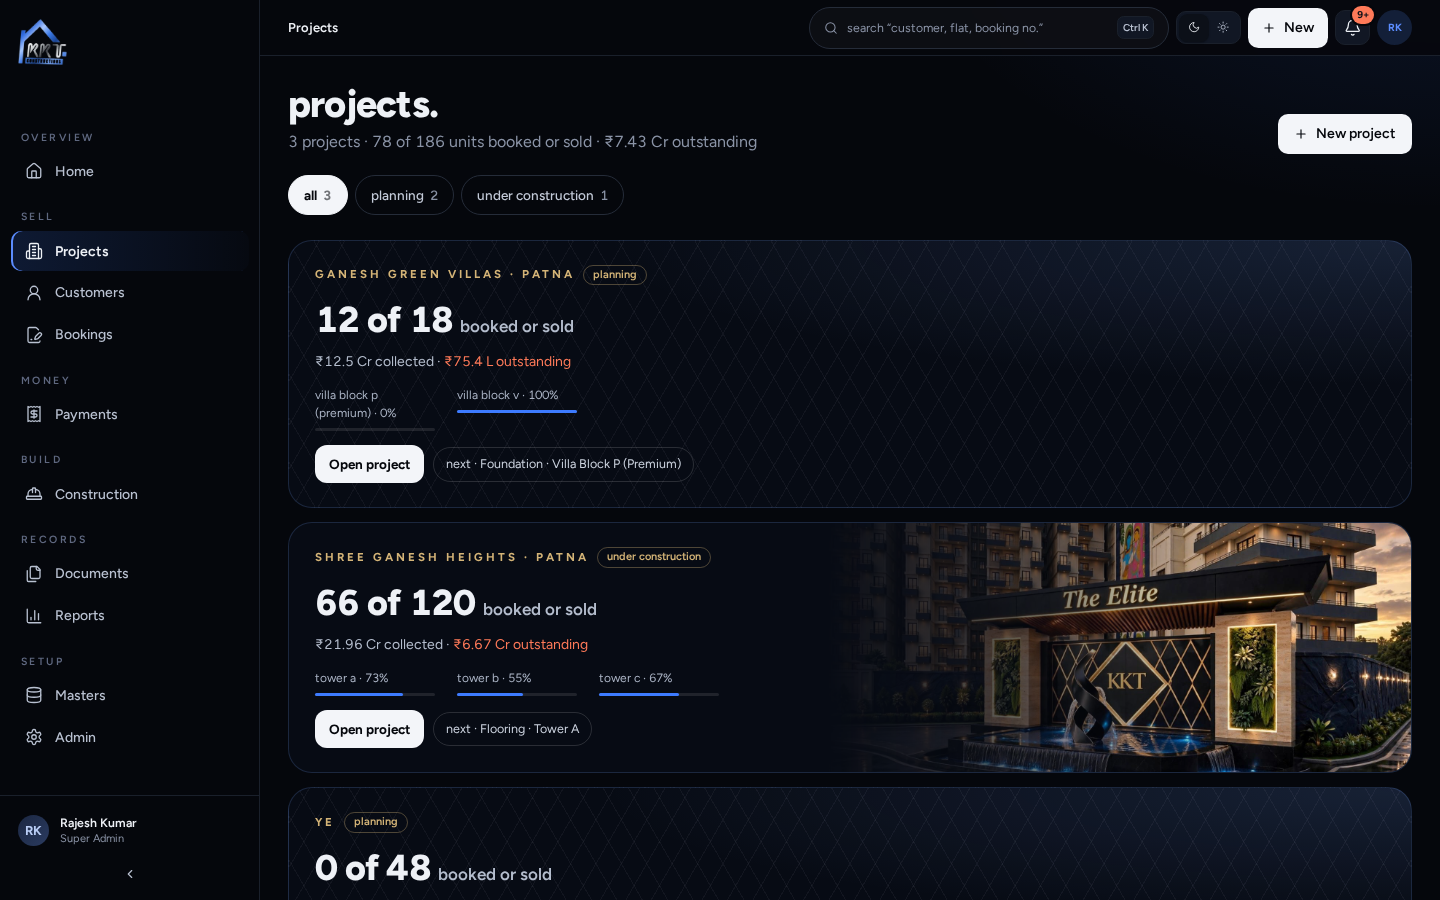 KKT
Projects
search “customer, flat, booking no.”
Ctrl K
New
9+
RK
OVERVIEW
Home
SELL
Projects
Customers
Bookings
MONEY
Payments
BUILD
Construction
RECORDS
Documents
Reports
SETUP
Masters
Admin
RK
Rajesh Kumar
Super Admin
projects.
3 projects · 78 of 186 units booked or sold · ₹7.43 Cr outstanding
New project
all 3
planning 2
under construction 1
GANESH GREEN VILLAS · PATNA planning
12 of 18 booked or sold
₹12.5 Cr collected · ₹75.4 L outstanding
villa block p
(premium) · 0%
villa block v · 100%
Open project
next · Foundation · Villa Block P (Premium)
SHREE GANESH HEIGHTS · PATNA under construction
66 of 120 booked or sold
₹21.96 Cr collected · ₹6.67 Cr outstanding
tower a · 73%
tower b · 55%
tower c · 67%
Open project
next · Flooring · Tower A
The Elite
KKT
YE planning
0 of 48 booked or sold